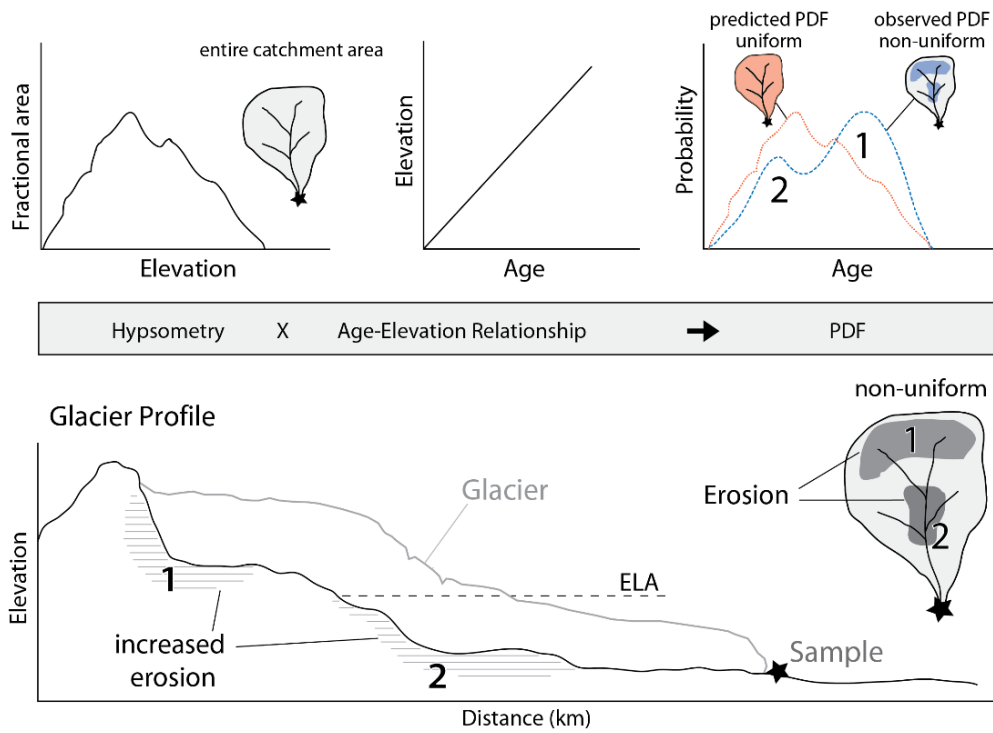 entire catchment area
Fractional area
Elevation
Elevation
Age
predicted PDF
uniform
observed PDF
non-uniform
Probability
1
2
Age
Hypsometry X Age-Elevation Relationship PDF
Glacier Profile
non-uniform
1
Erosion
2
Elevation
Glacier
ELA
1
increased
erosion
2
Sample
Distance (km)